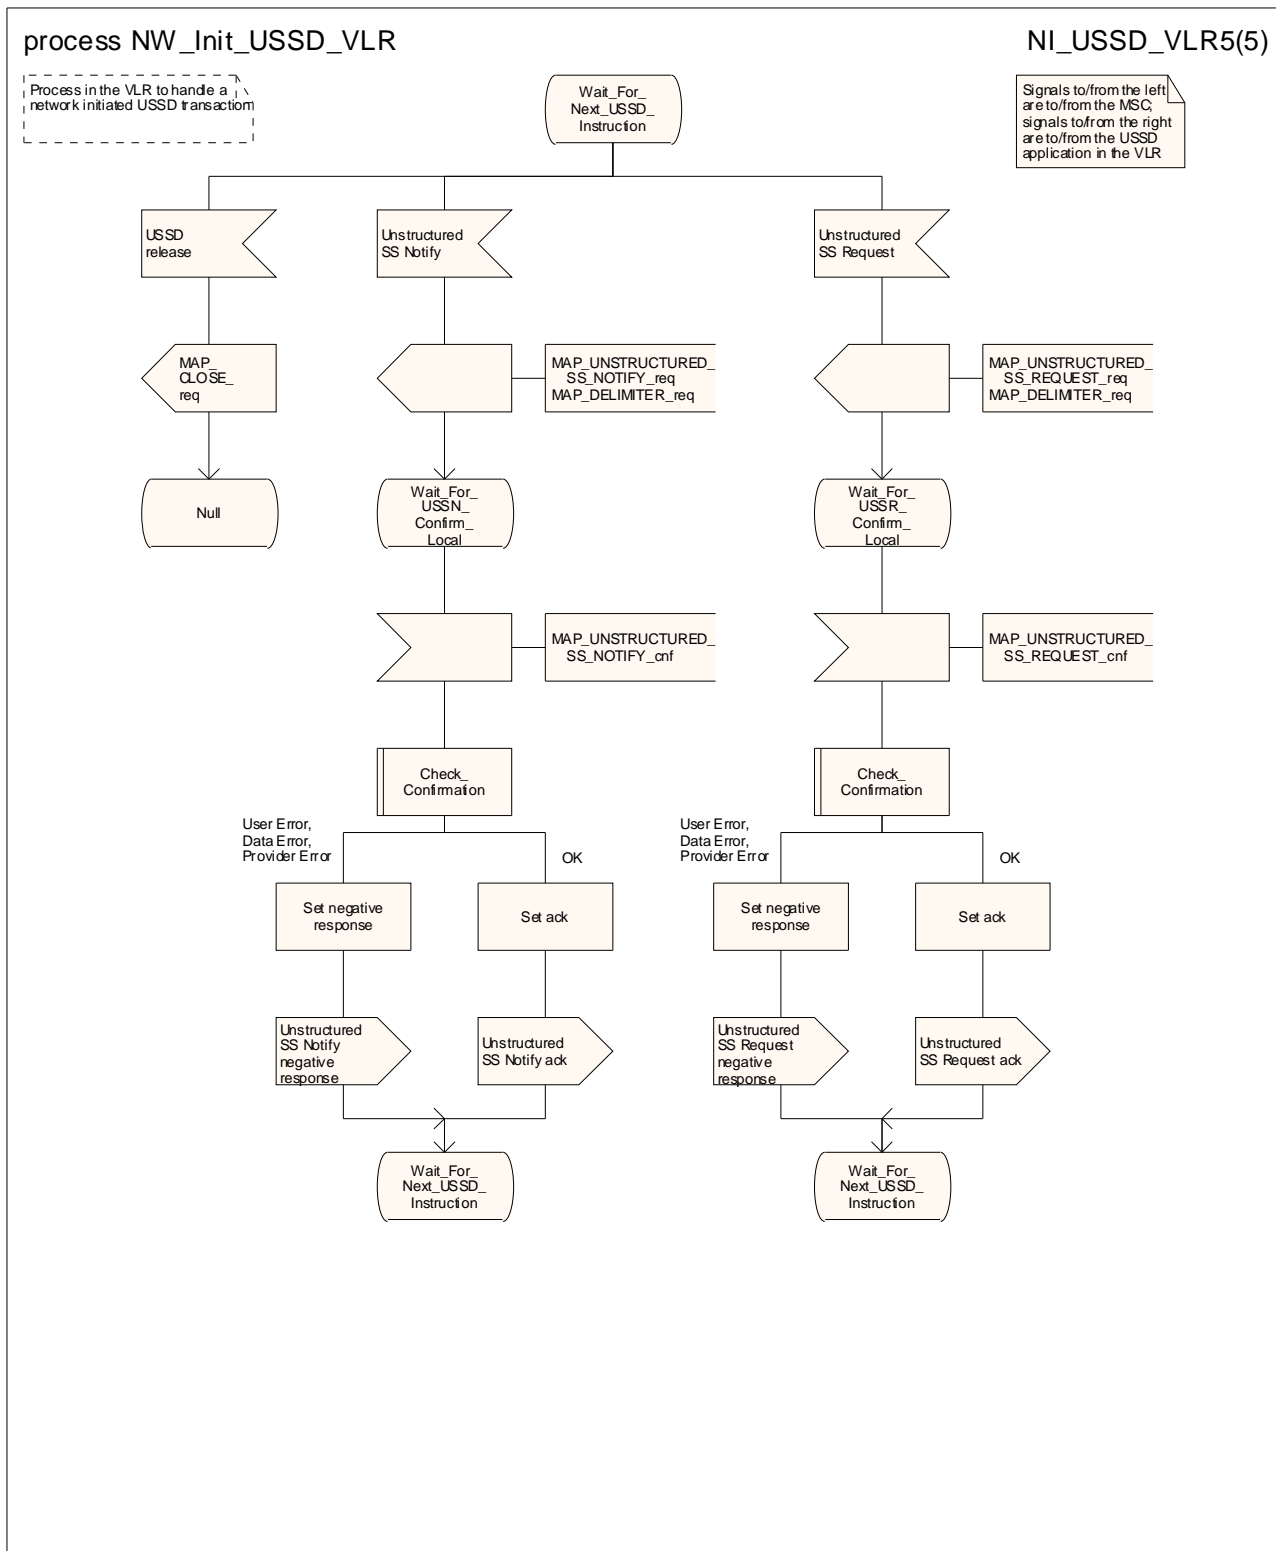 process NW_Init_USSD_VLR
NI_USSD_VLR5(5)
Process in the VLR to handle a
network initiated USSD transaction
Wait_For_
Next_USSD_
Instruction
Signals to/from the left
are to/from the MSC;
signals to/from the right
are to/from the USSD
application in the VLR
USSD
release
Unstructured
SS Notify
Unstructured
SS Request
MAP_
CLOSE_
req
MAP_UNSTRUCTURED_
SS_NOTIFY_req
MAP_DELIMITER_req
MAP_UNSTRUCTURED_
SS_REQUEST_req
MAP_DELIMITER_req
Null
Wait_For_
USSN_
Confirm_
Local
Wait_For_
USSR_
Confirm_
Local
MAP_UNSTRUCTURED_
SS_NOTIFY_cnf
MAP_UNSTRUCTURED_
SS_REQUEST_cnf
Check_
Confirmation
Check_
Confirmation
User Error,
Data Error,
Provider Error
OK
User Error,
Data Error,
Provider Error
OK
Set negative
response
Set ack
Set negative
response
Set ack
Unstructured
SS Notify
negative
response
Unstructured
SS Notify ack
Unstructured
SS Request
negative
response
Unstructured
SS Request ack
Wait_For_
Next_USSD_
Instruction
Wait_For_
Next_USSD_
Instruction